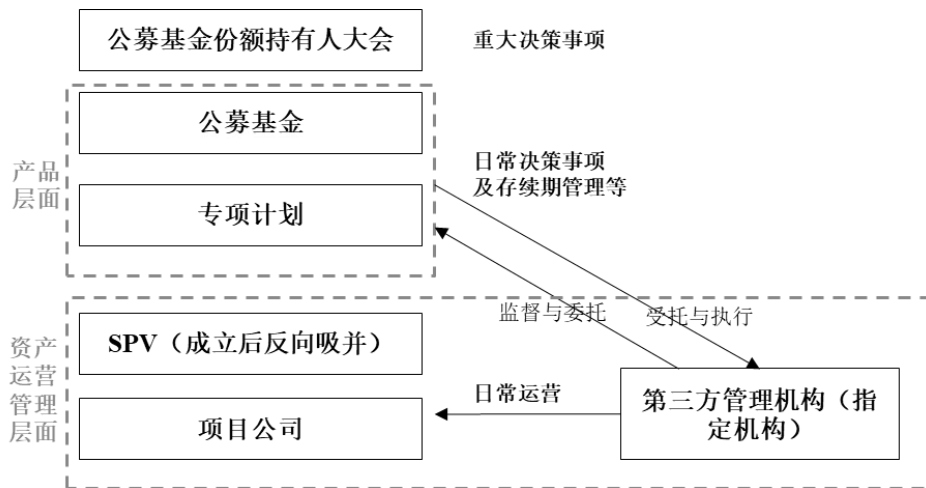 公募基金份额持有人大会
重大决策事项
产品
层面
公募基金
专项计划
日常决策事项
及存续期管理等
监督与委托
受托与执行
资产
运营
管理
层面
SPV（成立后反向吸并）
项目公司
日常运营
第三方管理机构（指
定机构）